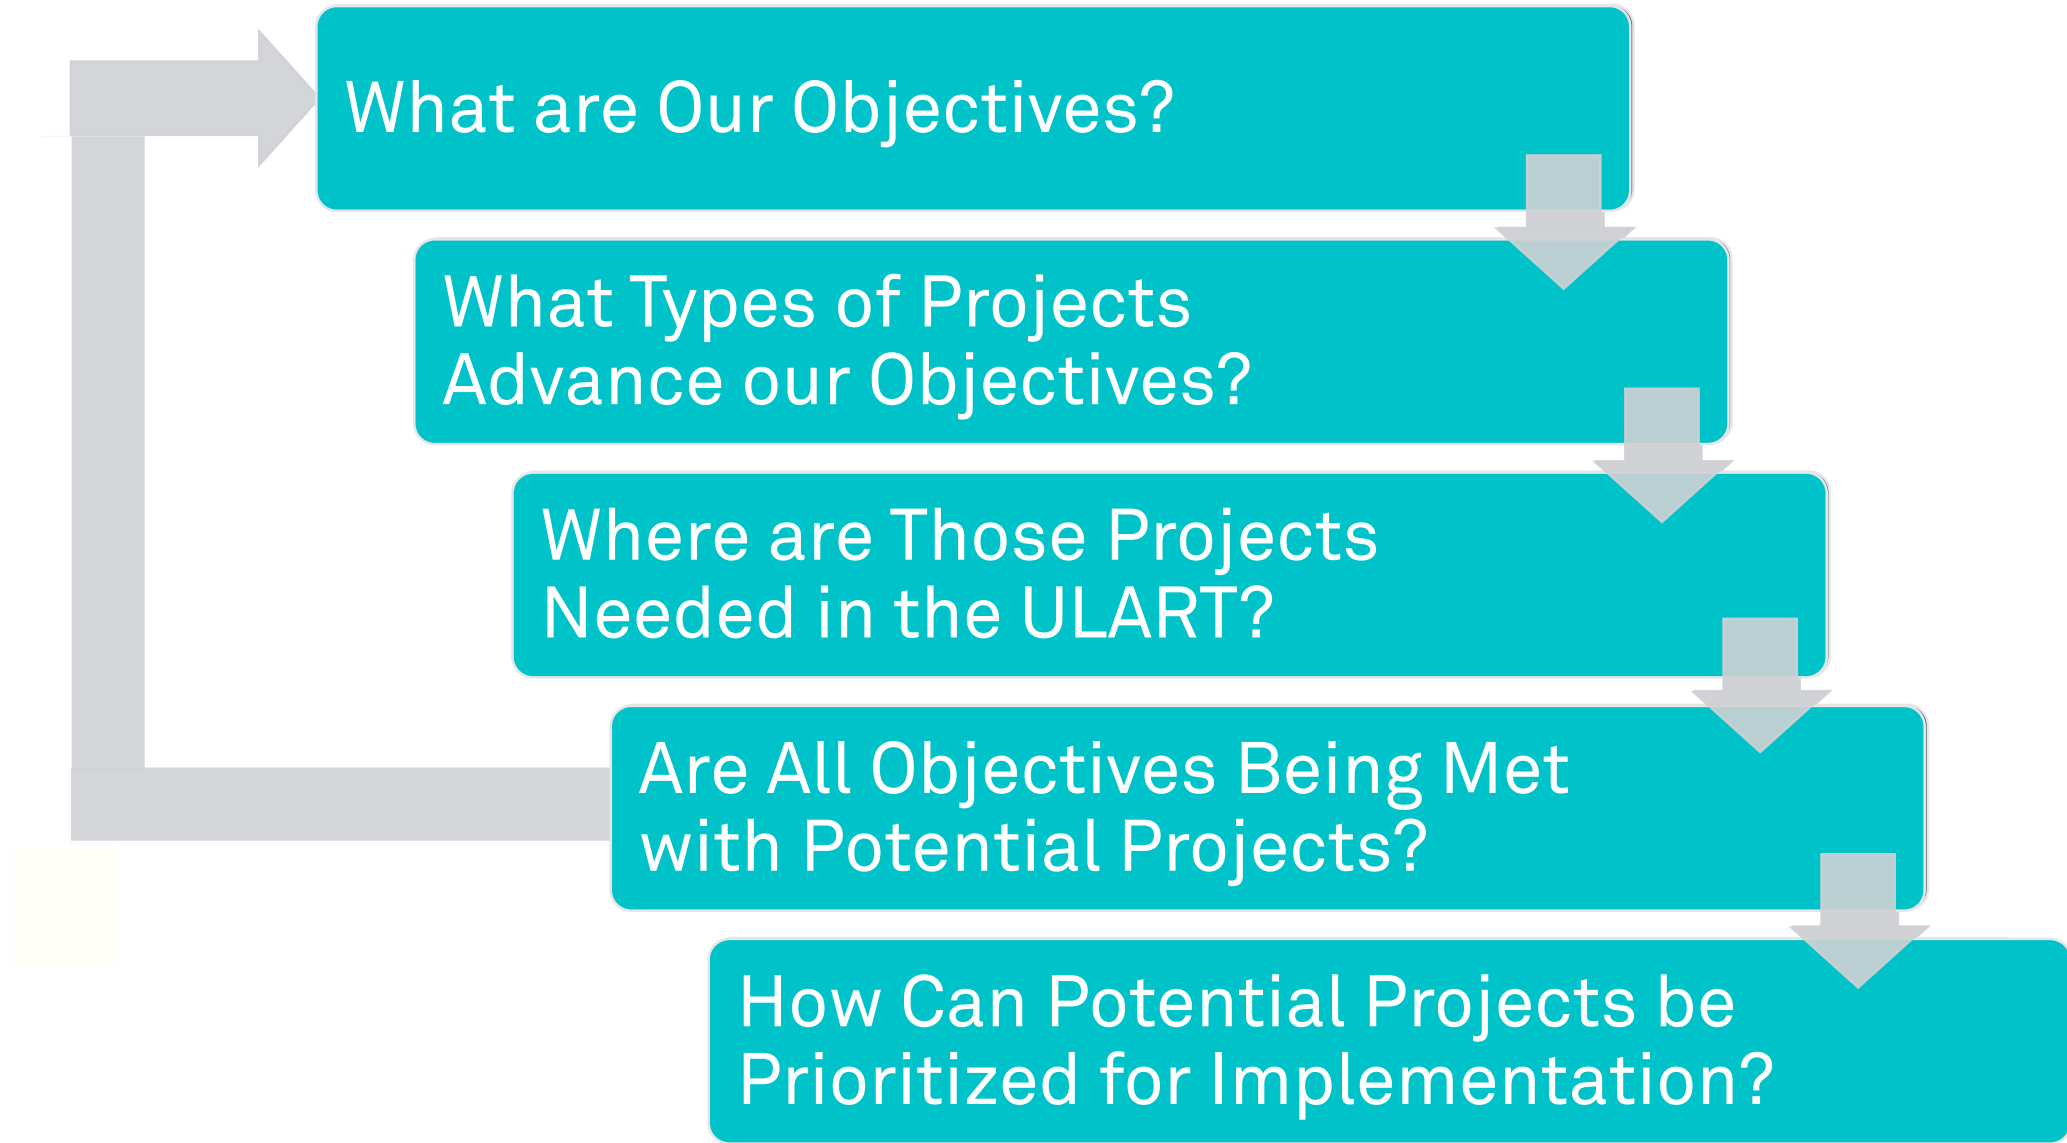 What are Our Objectives?
What Types of Projects
Advance our Objectives?
Where are Those Projects
Needed in the ULART?
Are All Objectives Being Met
with Potential Projects?
How Can Potential Projects be
Prioritized for Implementation?